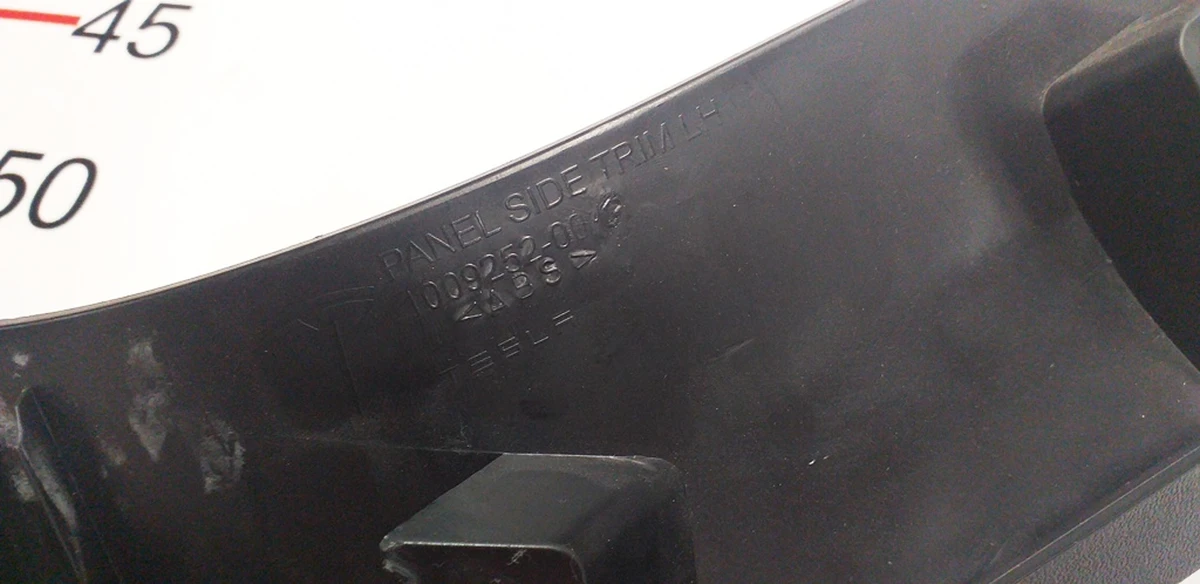 45
50
PANEL SIDE TRIM LH
1009252-00
>ABS<
TESLA